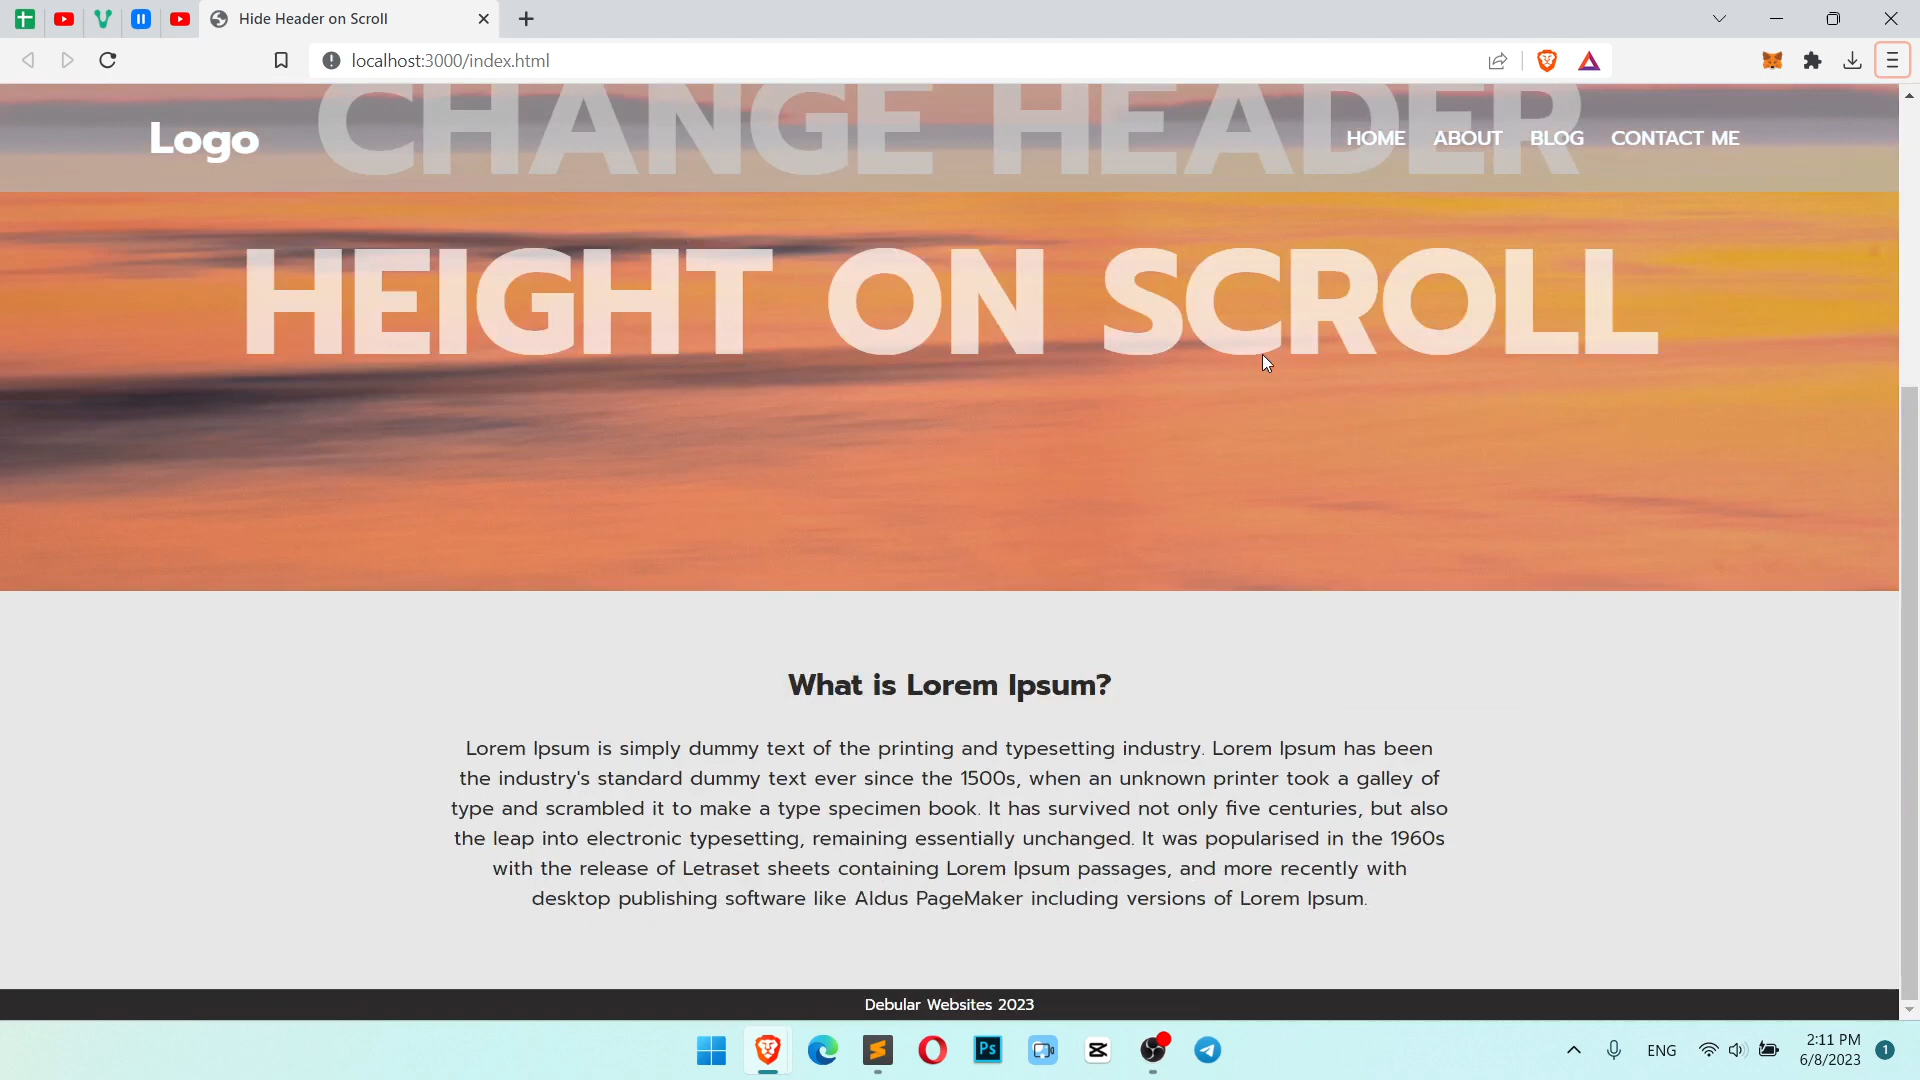 Hide Header on Scroll
localhost:3000/index.html
CHANGE HEADER
Logo
HOME ABOUT BLOG CONTACT ME
HEIGHT ON SCROLL
What is Lorem Ipsum?
Lorem Ipsum is simply dummy text of the printing and typesetting industry. Lorem Ipsum has been
the industry's standard dummy text ever since the 1500s, when an unknown printer took a galley of
type and scrambled it to make a type specimen book. It has survived not only five centuries, but also
the leap into electronic typesetting, remaining essentially unchanged. It was popularised in the 1960s
with the release of Letraset sheets containing Lorem Ipsum passages, and more recently with
desktop publishing software like Aldus PageMaker including versions of Lorem Ipsum.
Debular Websites 2023
Ps
ENG
2:11 PM
6/8/2023
1